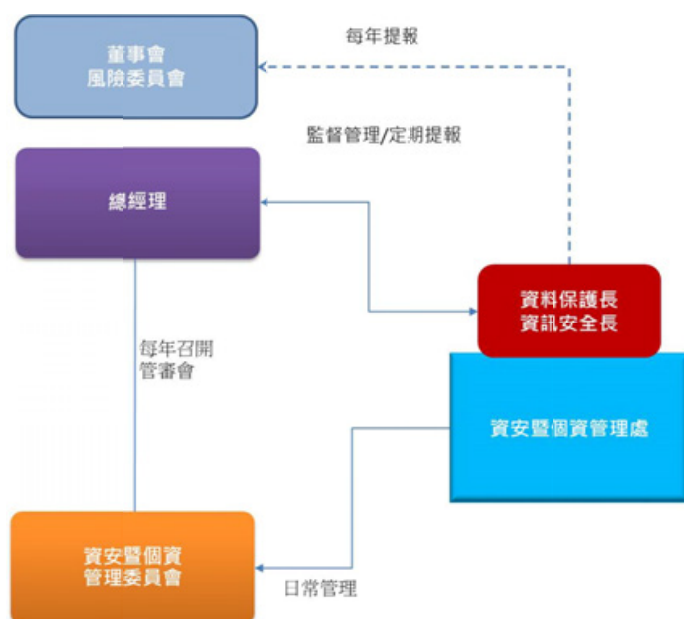 每年提報
董事會
風險委員會
監督管理/定期提報
總經理
資料保護長
資訊安全長
每年召開
管審會
資安暨個資管理處
資安暨個資
管理委員會
日常管理